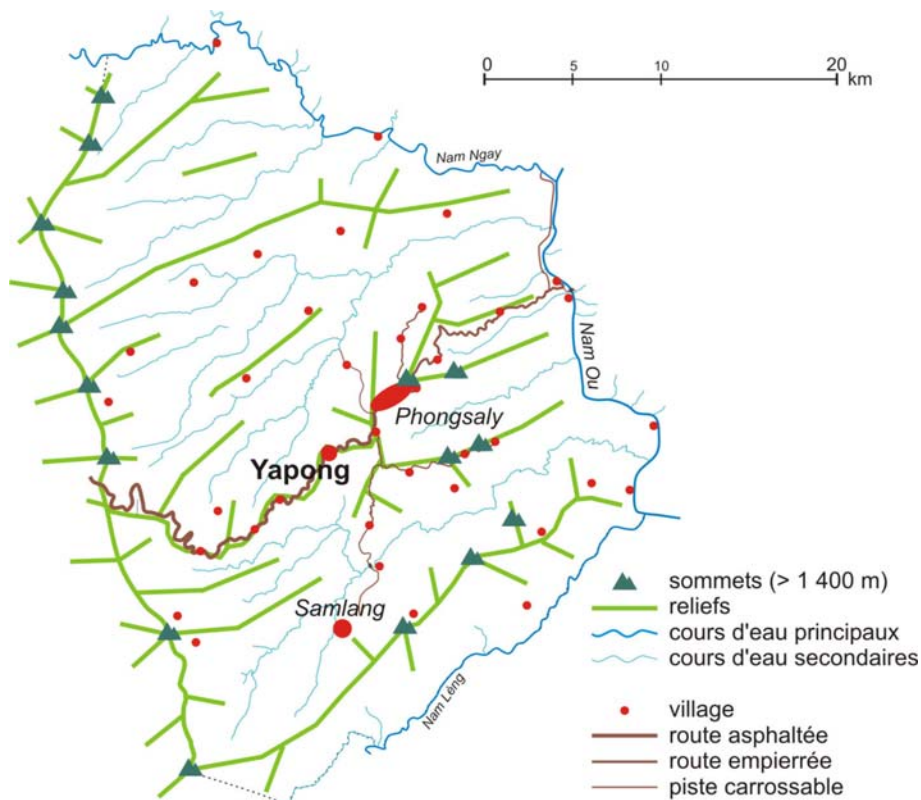 0 5 10 20
km
Nam Ngay
Nam Ou
Phongsaly
Yapong
Samlang
Nam Lèng
sommets (> 1 400 m)
reliefs
cours d'eau principaux
cours d'eau secondaires
village
route asphaltée
route empierrée
piste carrossable